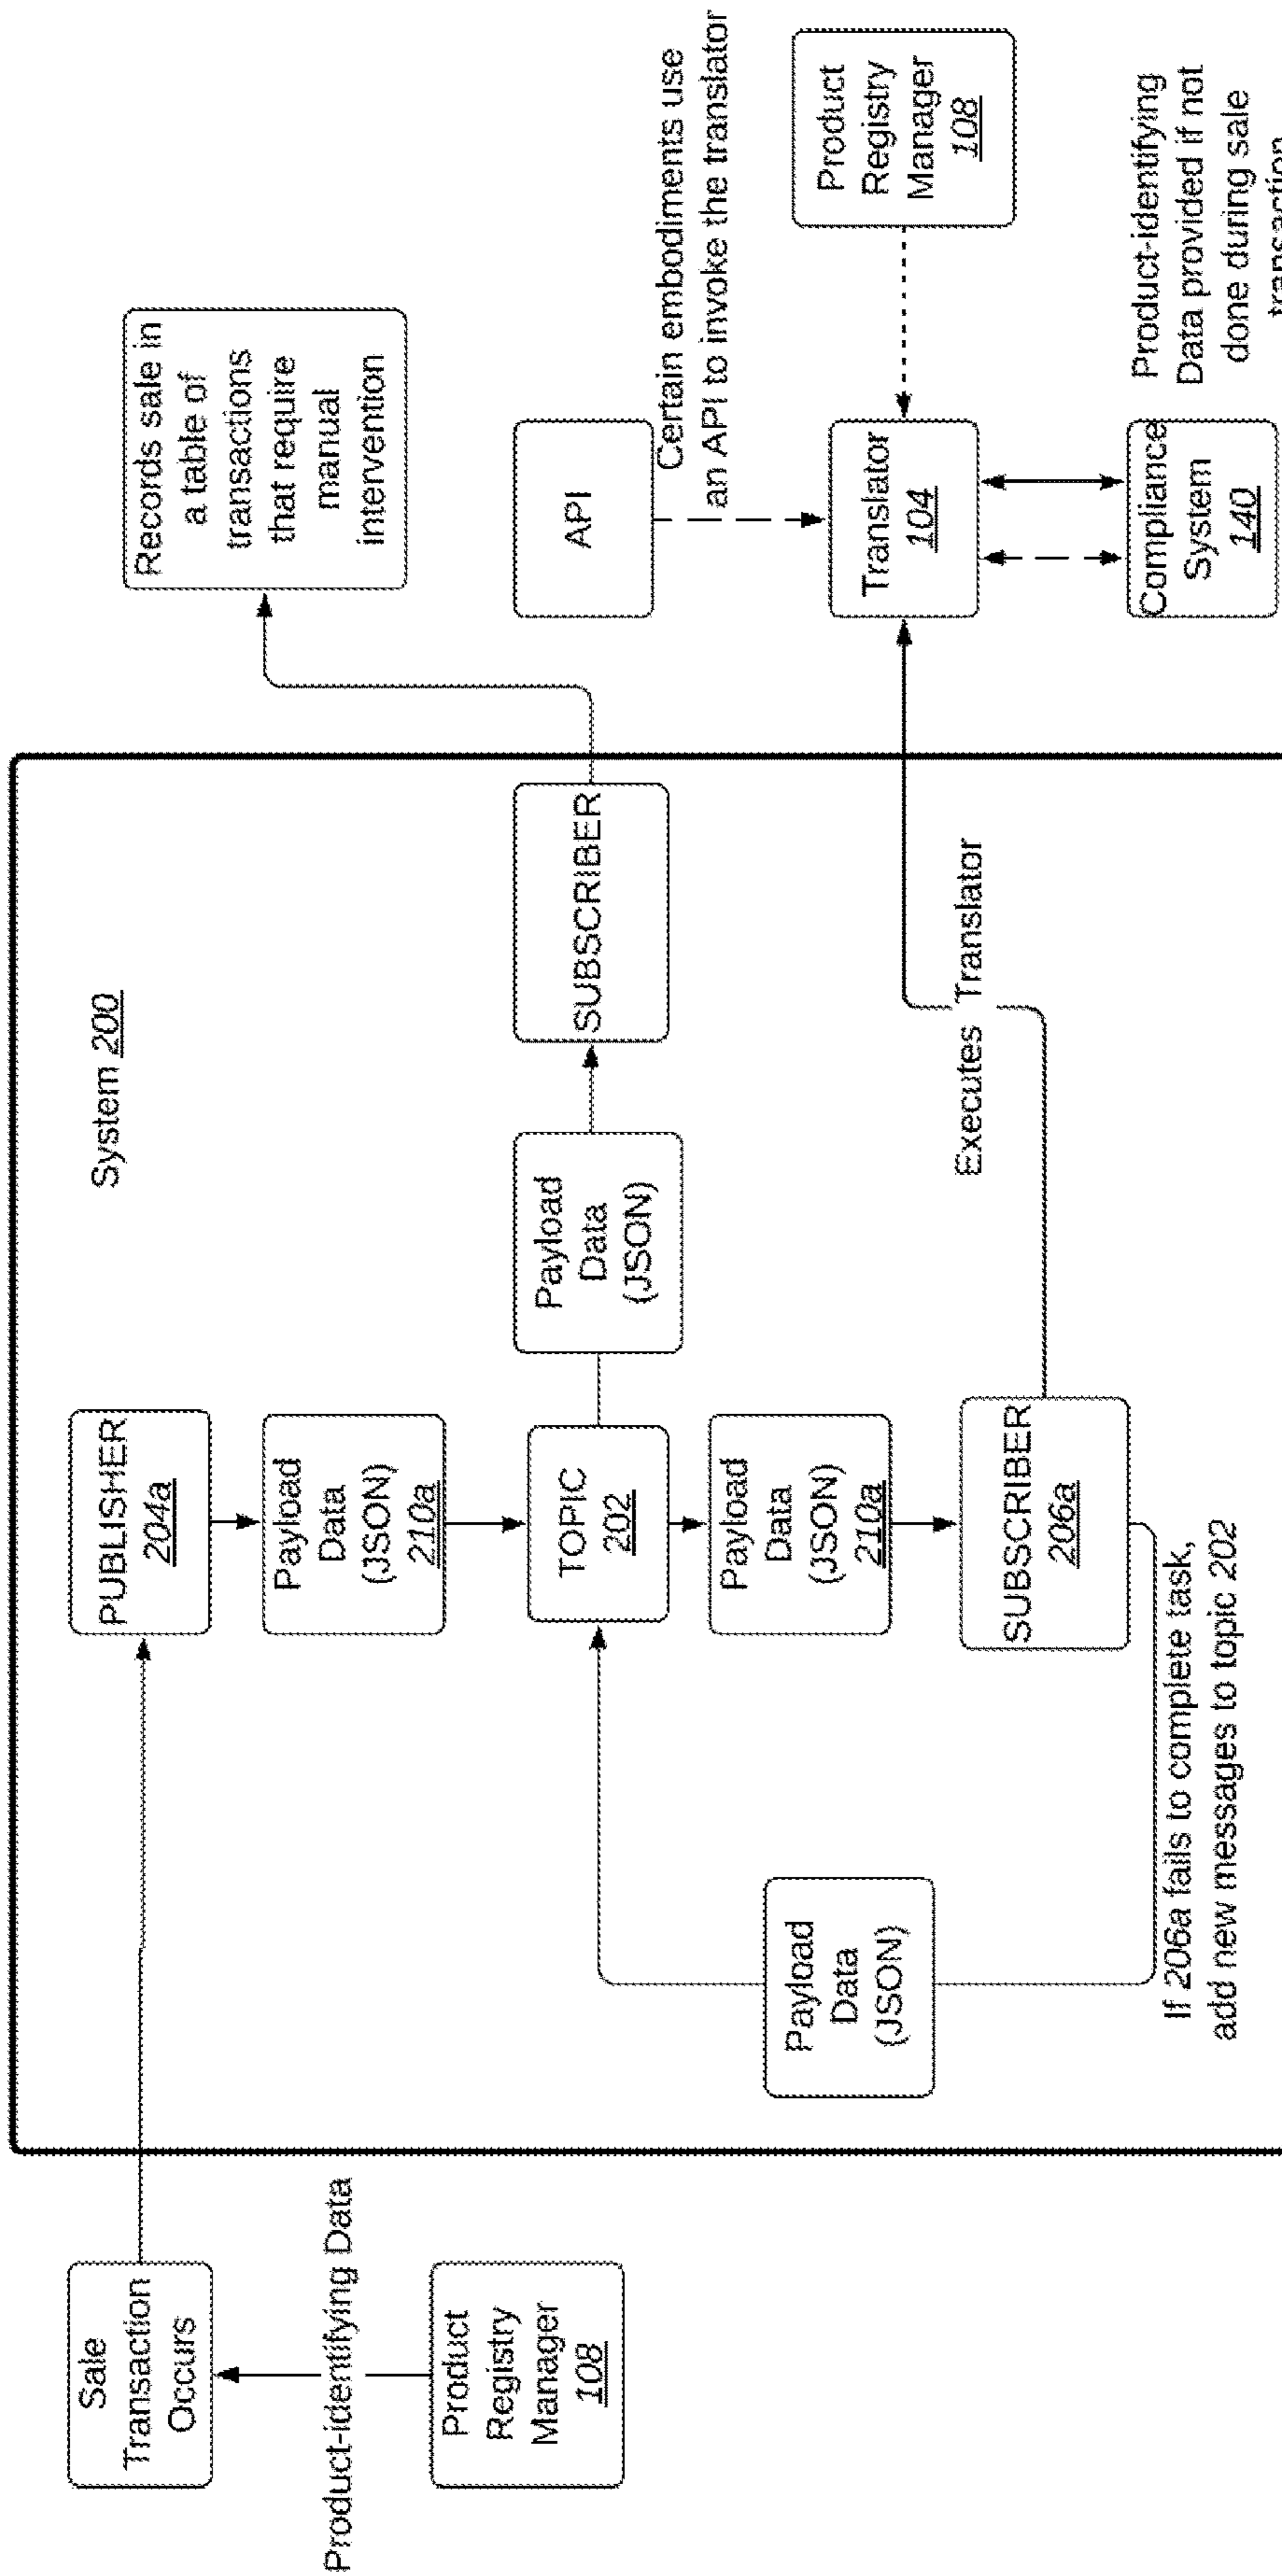 Sale
Transaction
Occurs
Product-identifying Data
Product
Registry
Manager
108
System 200
PUBLISHER
204a
Payload
Data
(JSON)
210a
TOPIC
202
Payload
Data
(JSON)
210a
SUBSCRIBER
206a
Payload
Data
(JSON)
If 206a fails to complete task,
add new messages to topic 202
Payload
Data
(JSON)
SUBSCRIBER
Executes Translator
Records sale in
a table of
transactions
that require
manual
intervention
API
Certain embodiments use
an API to invoke the translator
Translator
104
Product
Registry
Manager
108
Compliance
System
140
Product-identifying
Data provided if not
done during sale
transaction